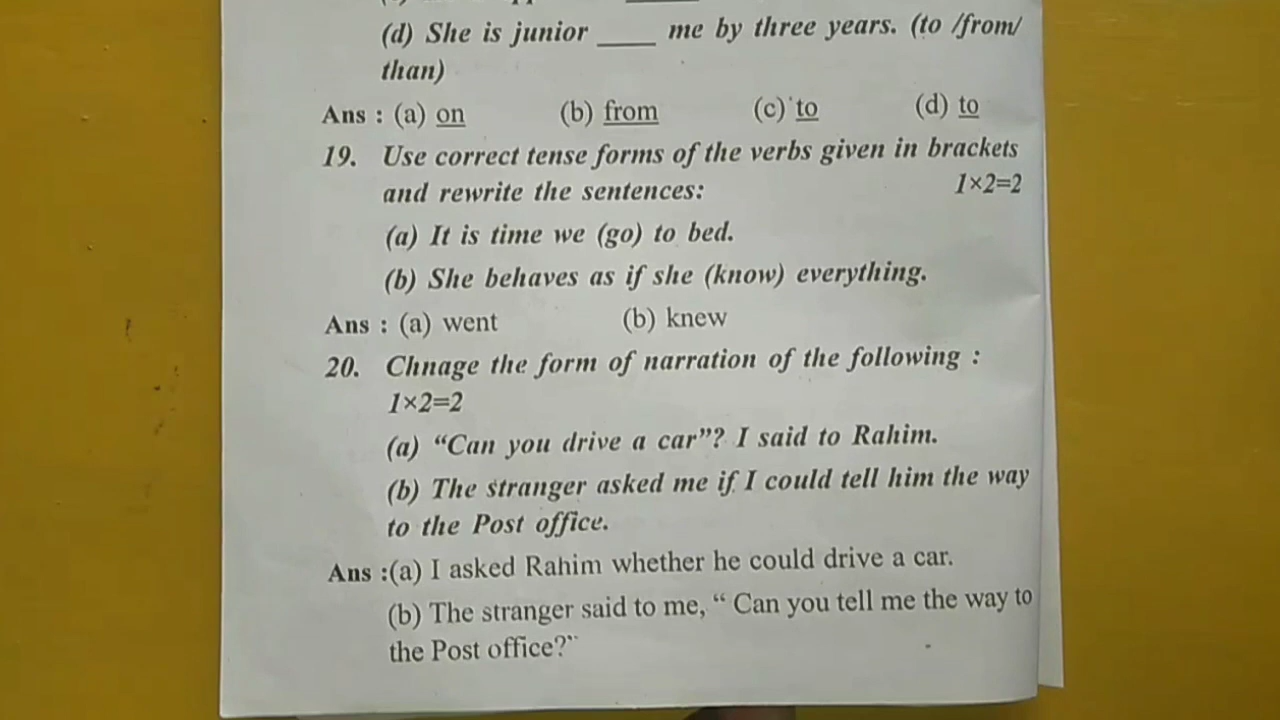 (d) She is junior ____ me by three years. (to /from/
than)
Ans : (a) on (b) from (c) to (d) to
19. Use correct tense forms of the verbs given in brackets
and rewrite the sentences: 1×2=2
(a) It is time we (go) to bed.
(b) She behaves as if she (know) everything.
Ans : (a) went (b) knew
20. Chnage the form of narration of the following :
1×2=2
(a) “Can you drive a car”? I said to Rahim.
(b) The stranger asked me if I could tell him the way
to the Post office.
Ans :(a) I asked Rahim whether he could drive a car.
(b) The stranger said to me, “ Can you tell me the way to
the Post office?”